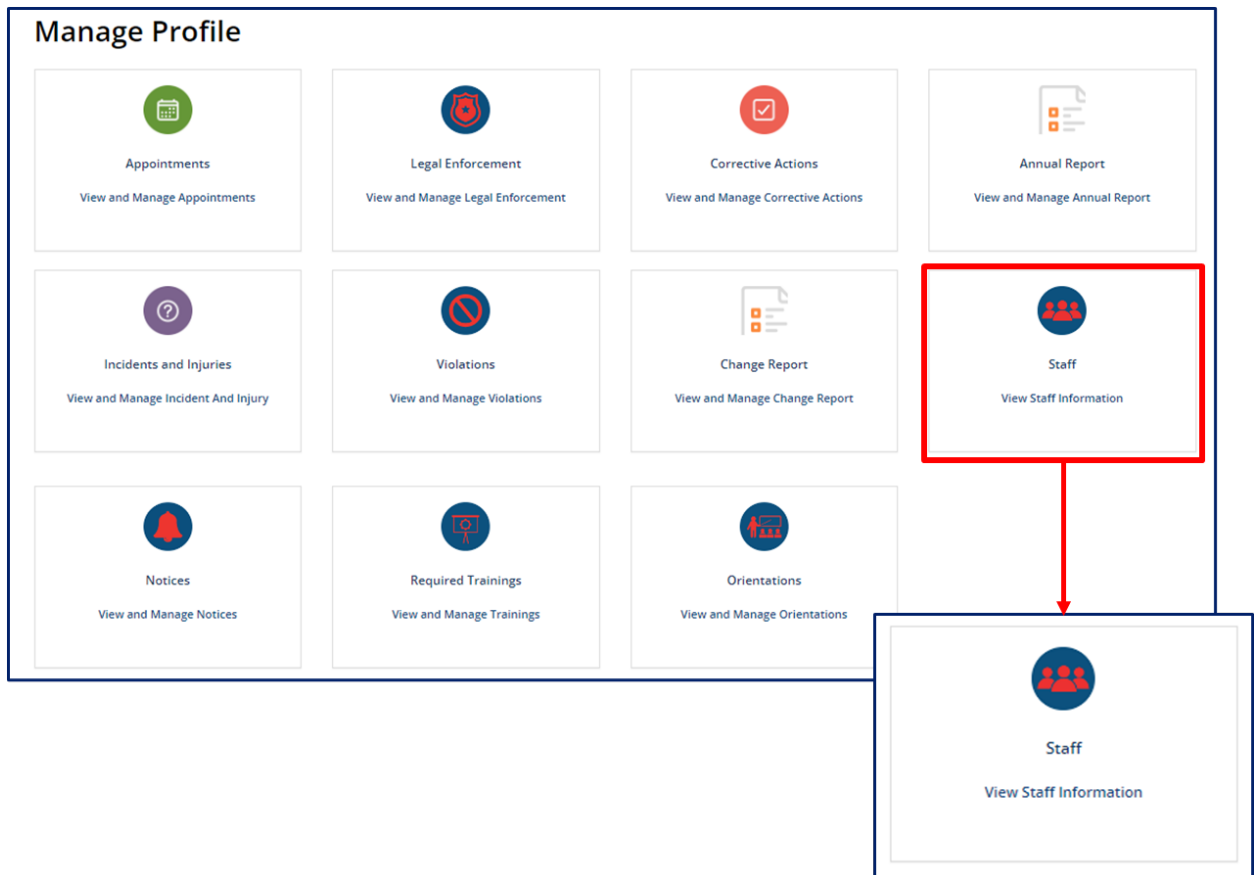 Manage Profile
Appointments
View and Manage Appointments
Legal Enforcement
View and Manage Legal Enforcement
Corrective Actions
View and Manage Corrective Actions
Annual Report
View and Manage Annual Report
Incidents and Injuries
View and Manage Incident And Injury
Violations
View and Manage Violations
Change Report
View and Manage Change Report
Staff
View Staff Information
Notices
View and Manage Notices
Required Trainings
View and Manage Trainings
Orientations
View and Manage Orientations
Staff
View Staff Information